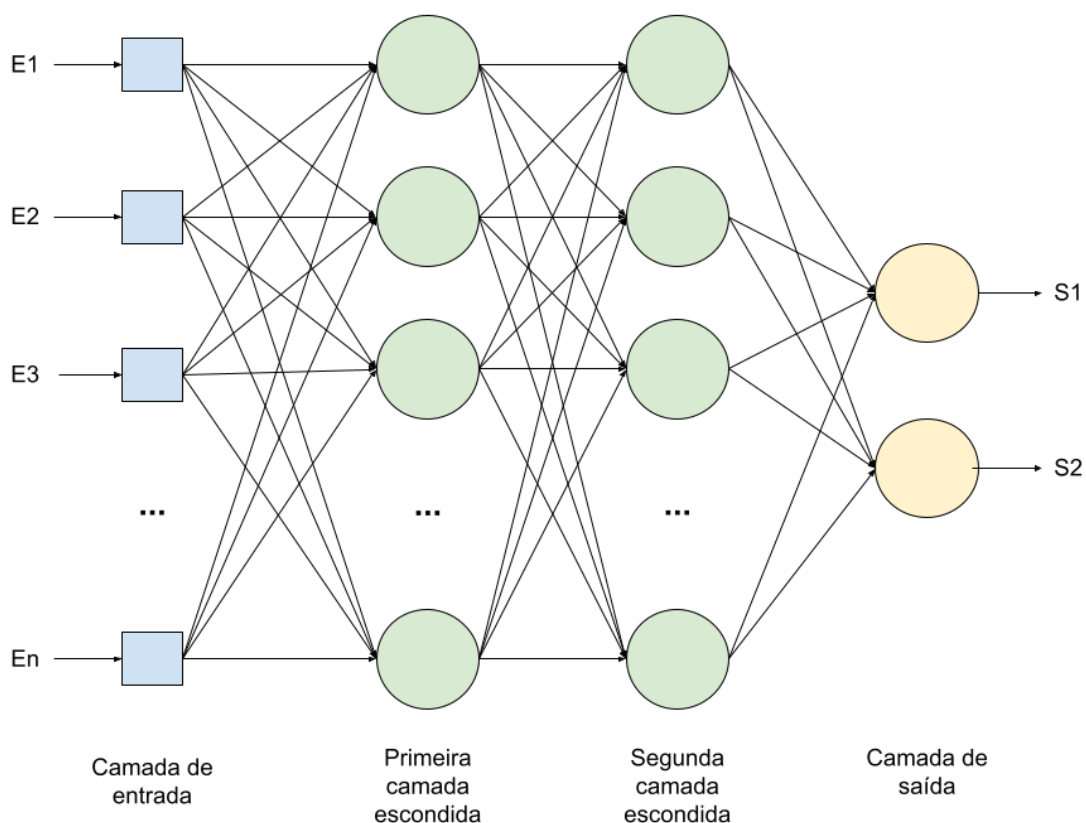 E1
E2
E3
...
En
...
...
S1
S2
Camada de
entrada
Primeira
camada
escondida
Segunda
camada
escondida
Camada de
saída